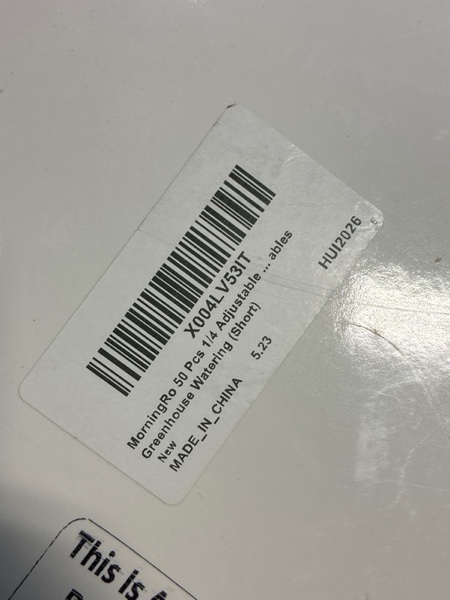 X004LV53IT
MorningRo 50 Pcs 1/4 Adjustable ... ables
Greenhouse Watering (Short)
New
MADE_IN_CHINA 5.23
HUI2026
This Is